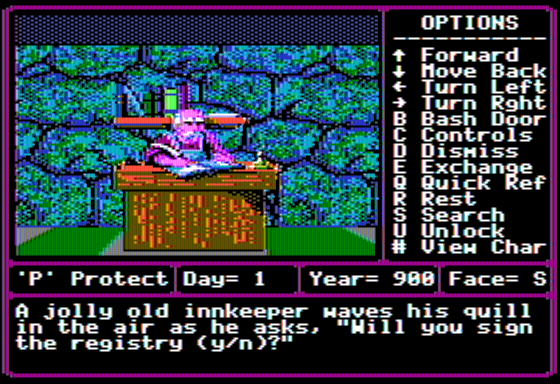 OPTIONS
------------
↑ Forward
↓ Move Back
← Turn Left
→ Turn Rght
B Bash Door
C Controls
D Dismiss
E Exchange
Q Quick Ref
R Rest
S Search
U Unlock
# View Char
'P' Protect
Day= 1
Year= 900
Face= S
A jolly old innkeeper waves his quill
in the air as he asks, "Will you sign
the registry (y/n)?"